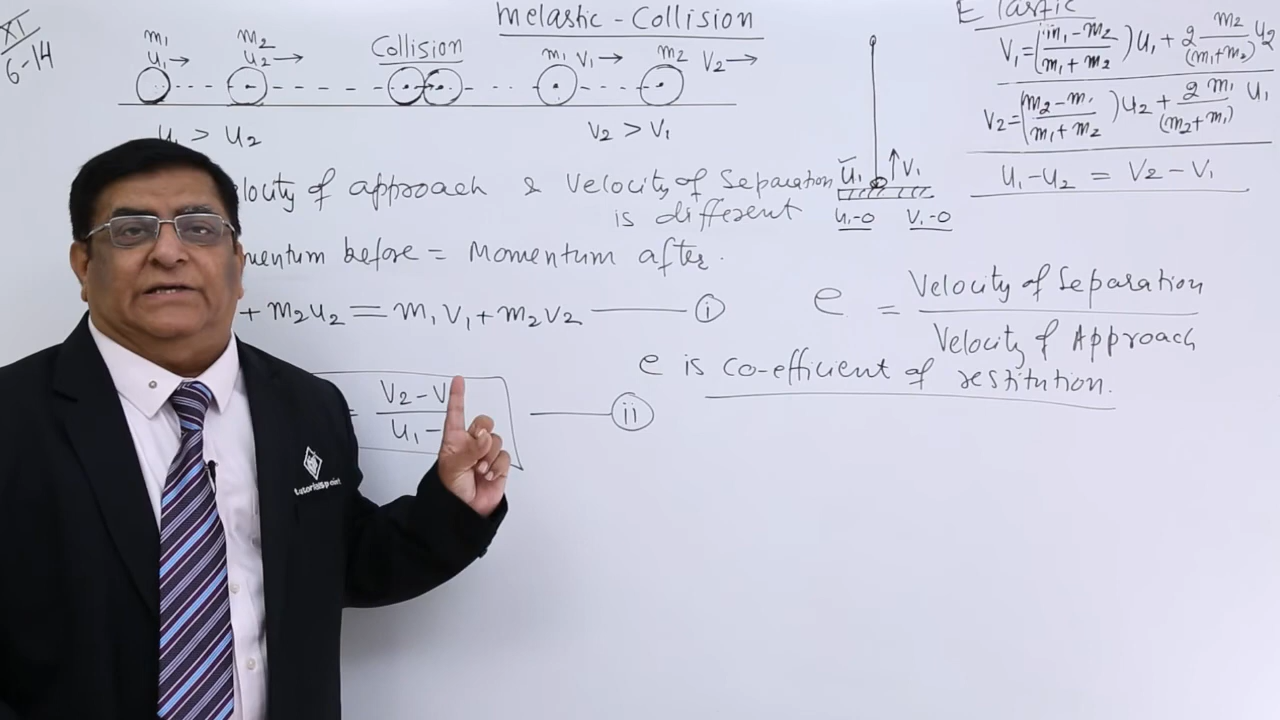 XI
6-14
Inelastic - Collision
m1 m2 Collision m1 V1→ m2 V2→
u1→ u2→
> U2 V2 > V1
locity of approach & Velocity of Separation
is different
mentum before = Momentum after.
+ m2u2 = m1V1 + m2V2 ——— (i)
= V2 - V
U1 - ——— (ii)
Ū1 ↑V1
u1-0 V1-0
Elastic
V1 = (m1 - m2 / m1 + m2) U1 + 2 m2 / (m1 + m2) U2
V2 = (m2 - m1 / m1 + m2) U2 + 2 m1 / (m2 + m1) U1
U1 - U2 = V2 - V1
e = Velocity of Separation
Velocity of Approach
e is co-efficient of restitution.
tutorialspoint